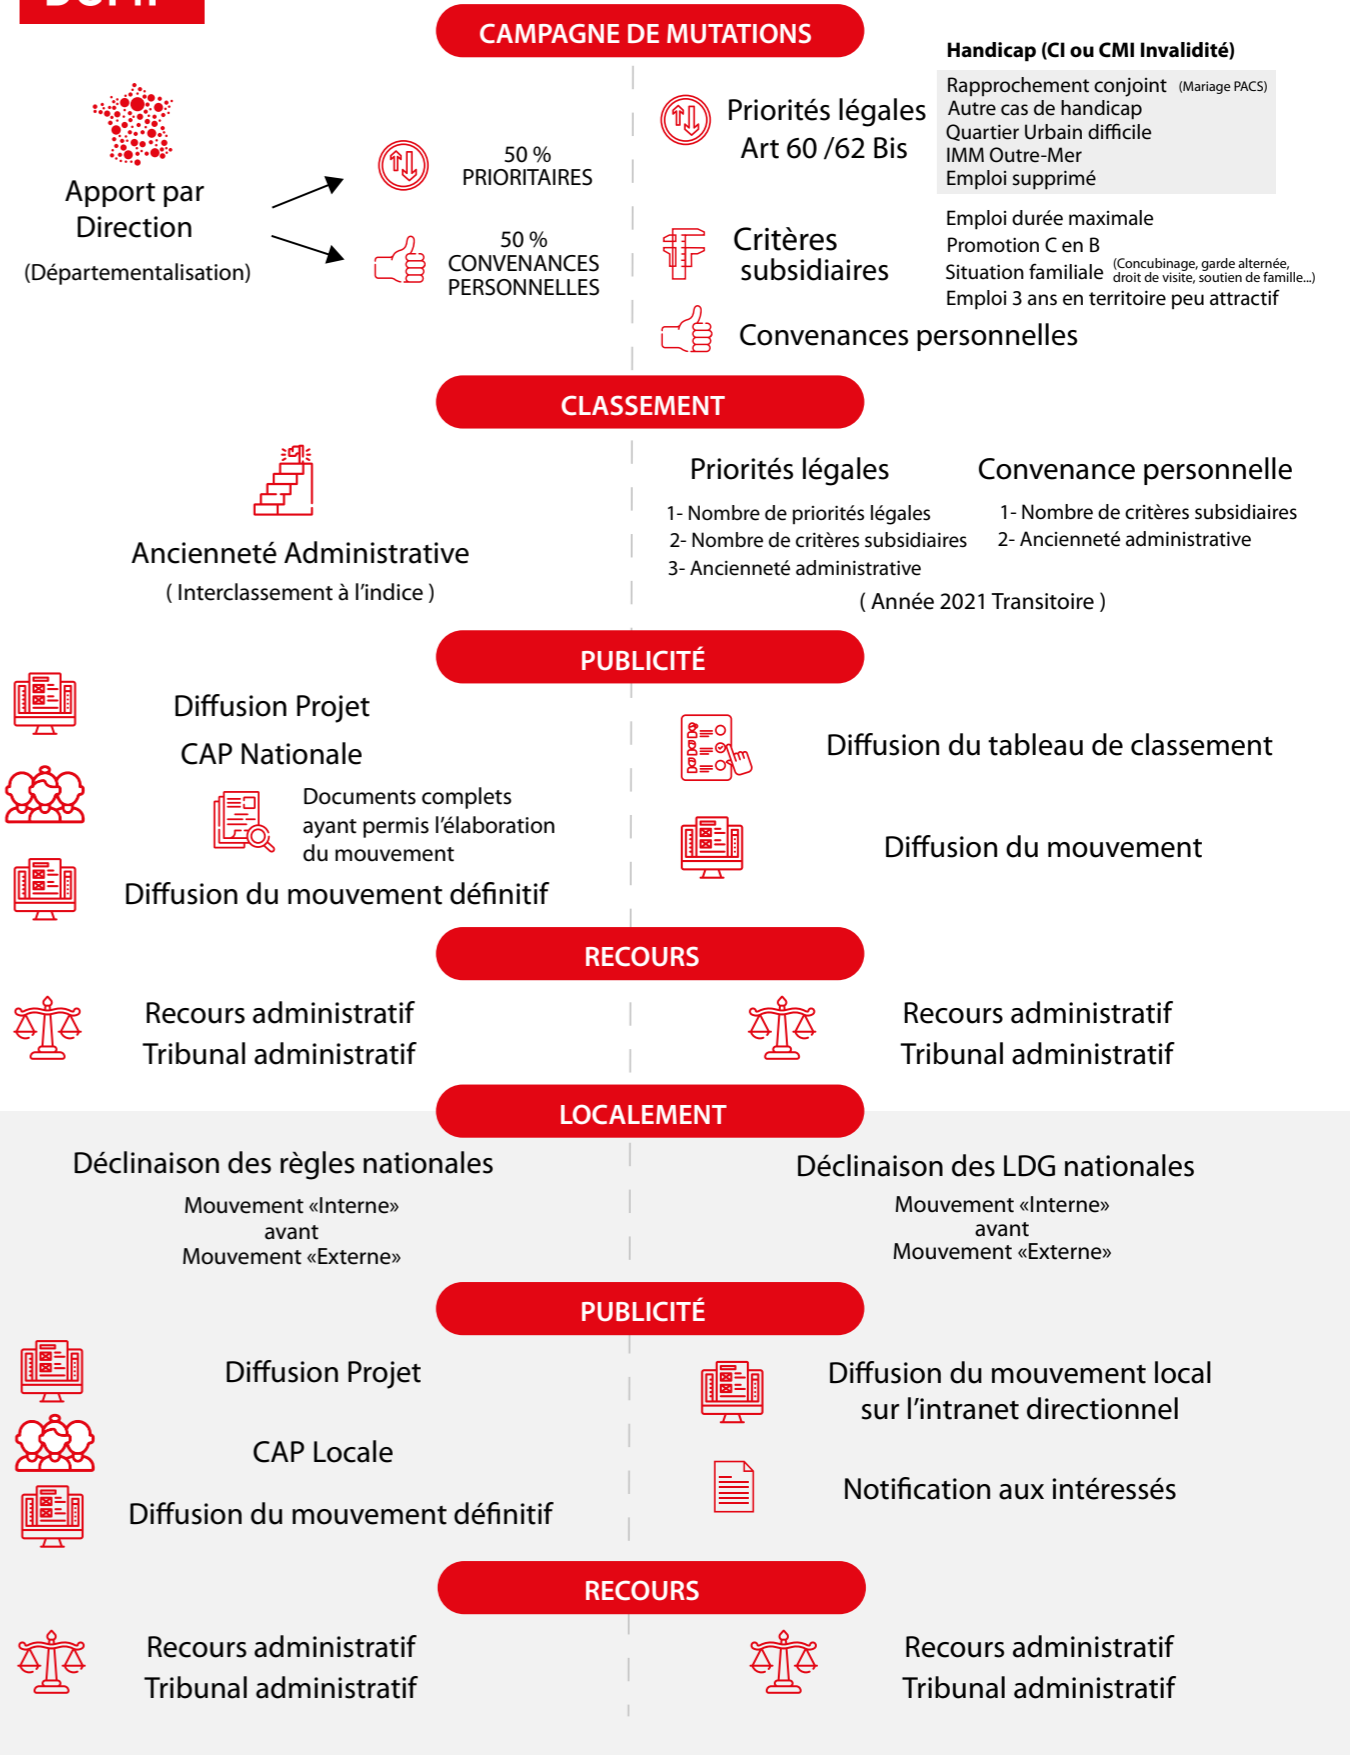 CAMPAGNE DE MUTATIONS
Apport par
Direction
(Départementalisation)
50 %
PRIORITAIRES
50 %
CONVENANCES
PERSONNELLES
Priorités légales
Art 60 /62 Bis
Handicap (CI ou CMI Invalidité)
Rapprochement conjoint (Mariage PACS)
Autre cas de handicap
Quartier Urbain difficile
IMM Outre-Mer
Emploi supprimé
Critères
subsidiaires
Emploi durée maximale
Promotion C en B
Situation familiale (Concubinage, garde alternée,
droit de visite, soutien de famille...)
Emploi 3 ans en territoire peu attractif
Convenances personnelles
CLASSEMENT
Ancienneté Administrative
( Interclassement à l’indice )
Priorités légales
1- Nombre de priorités légales
2- Nombre de critères subsidiaires
3- Ancienneté administrative
Convenance personnelle
1- Nombre de critères subsidiaires
2- Ancienneté administrative
( Année 2021 Transitoire )
PUBLICITÉ
Diffusion Projet
CAP Nationale
Documents complets
ayant permis l’élaboration
du mouvement
Diffusion du mouvement définitif
Diffusion du tableau de classement
Diffusion du mouvement
RECOURS
Recours administratif
Tribunal administratif
Recours administratif
Tribunal administratif
LOCALEMENT
Déclinaison des règles nationales
Mouvement «Interne»
avant
Mouvement «Externe»
Déclinaison des LDG nationales
Mouvement «Interne»
avant
Mouvement «Externe»
PUBLICITÉ
Diffusion Projet
CAP Locale
Diffusion du mouvement définitif
Diffusion du mouvement local
sur l’intranet directionnel
Notification aux intéressés
RECOURS
Recours administratif
Tribunal administratif
Recours administratif
Tribunal administratif